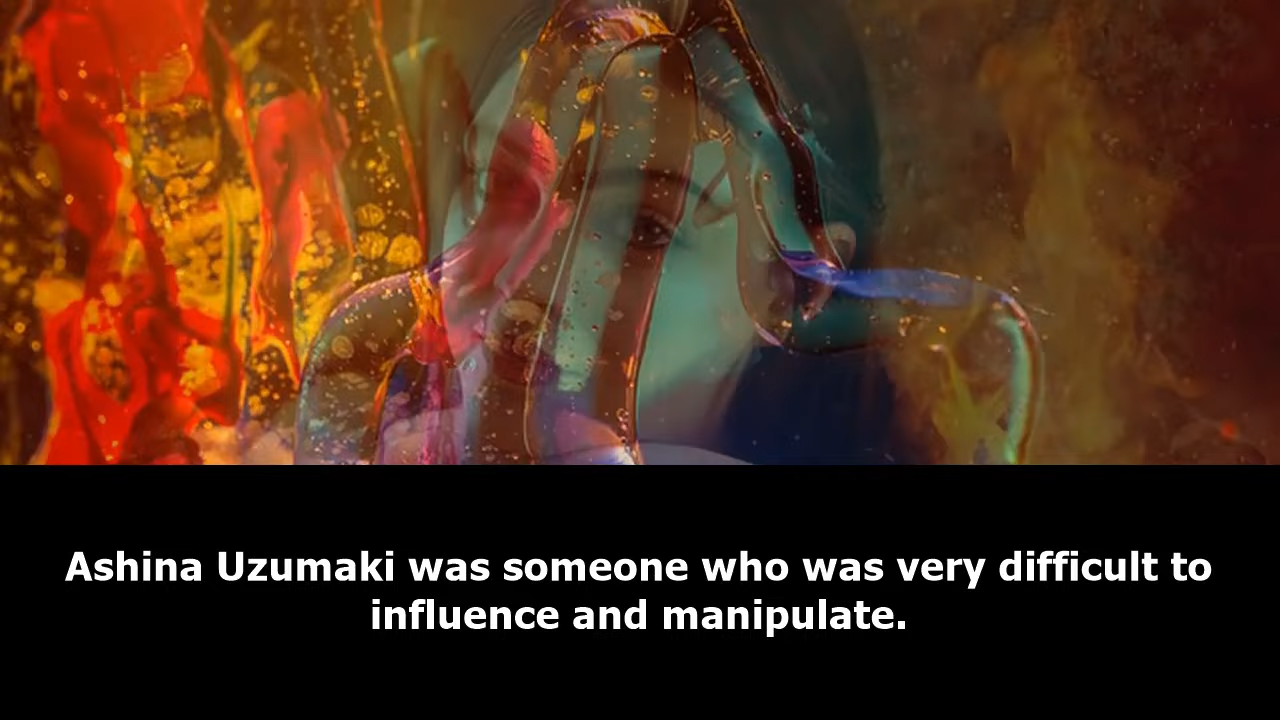 Ashina Uzumaki was someone who was very difficult to
influence and manipulate.